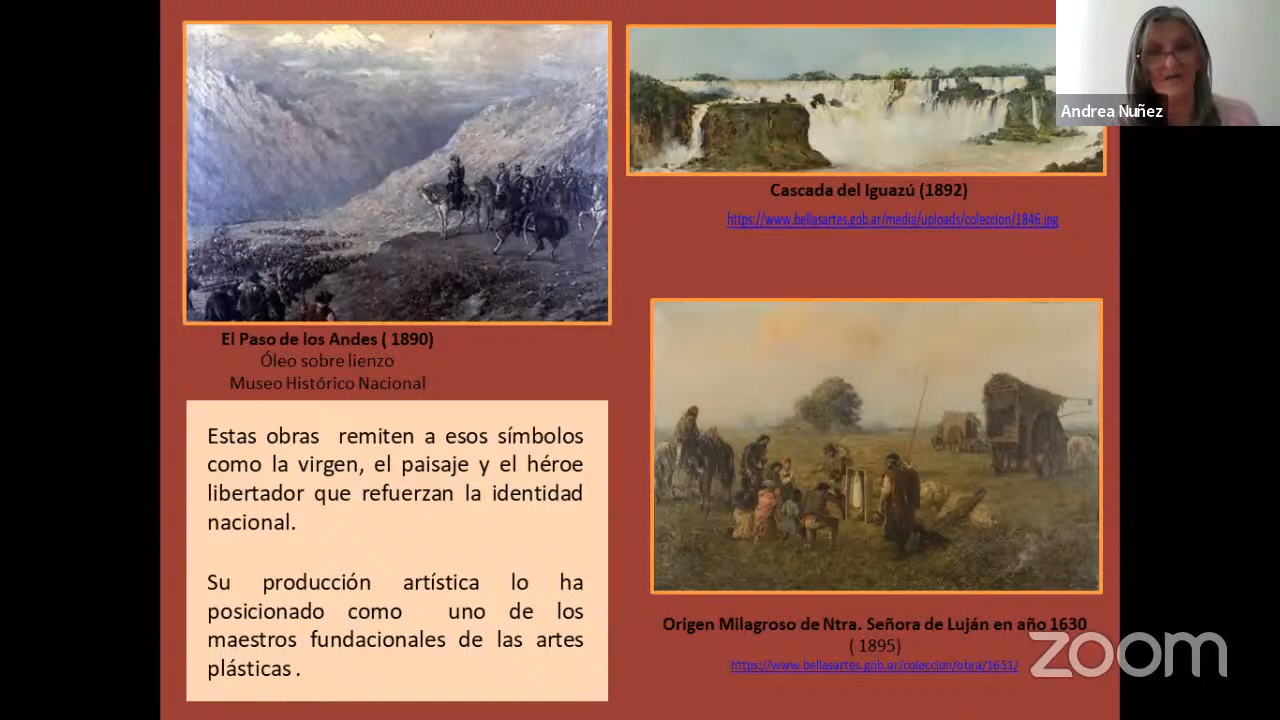 Andrea Nuñez
Cascada del Iguazú (1892)
https://www.bellasartes.gob.ar/media/uploads/coleccion/1846.jpg
El Paso de los Andes ( 1890)
Óleo sobre lienzo
Museo Histórico Nacional
Estas obras remiten a esos símbolos
como la virgen, el paisaje y el héroe
libertador que refuerzan la identidad
nacional.
Su producción artística lo ha
posicionado como uno de los
maestros fundacionales de las artes
plásticas .
Origen Milagroso de Ntra. Señora de Luján en año 1630
( 1895)
https://www.bellasartes.gob.ar/coleccion/obra/1651/
zoom